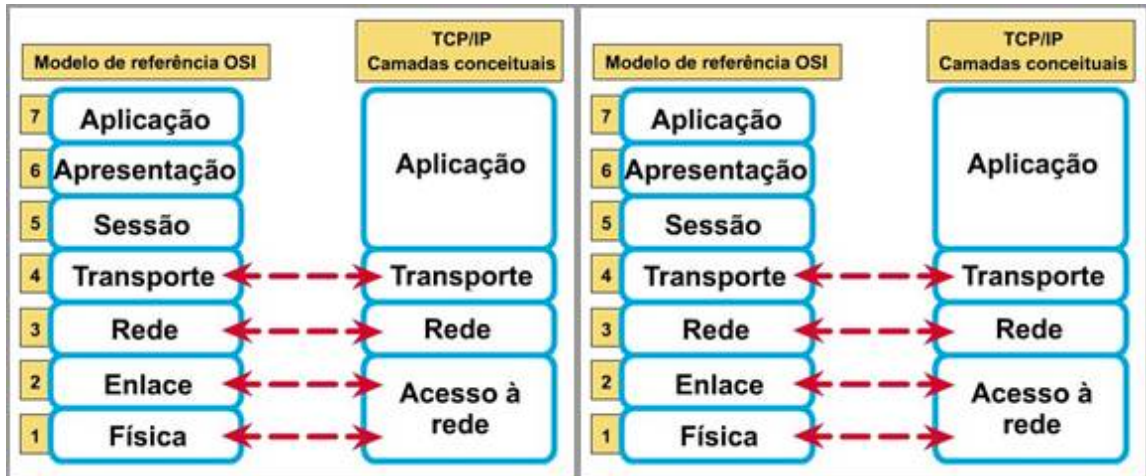 Modelo de referência OSI
TCP/IP
Camadas conceituais
7
Aplicação
6
Apresentação
5
Sessão
4
Transporte
3
Rede
2
Enlace
1
Física
Aplicação
Transporte
Rede
Acesso à
rede
Modelo de referência OSI
TCP/IP
Camadas conceituais
7
Aplicação
6
Apresentação
5
Sessão
4
Transporte
3
Rede
2
Enlace
1
Física
Aplicação
Transporte
Rede
Acesso à
rede